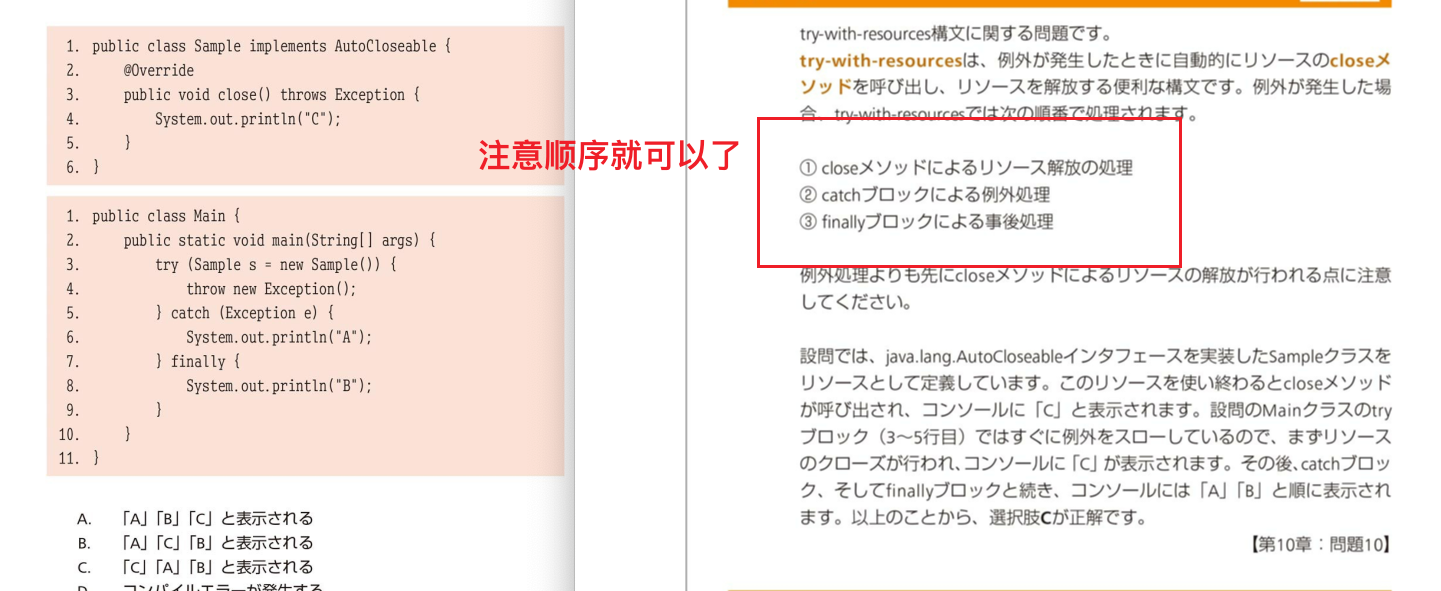 1. public class Sample implements AutoCloseable {
2. @Override
3. public void close() throws Exception {
4. System.out.println("C");
5. }
6. }
1. public class Main {
2. public static void main(String[] args) {
3. try (Sample s = new Sample()) {
4. throw new Exception();
5. } catch (Exception e) {
6. System.out.println("A");
7. } finally {
8. System.out.println("B");
9. }
10. }
11. }
A. 「A」「B」「C」と表示される
B. 「A」「C」「B」と表示される
C. 「C」「A」「B」と表示される
D. コンパイルエラーが発生する
注意顺序就可以了
try-with-resources構文に関する問題です。
try-with-resourcesは、例外が発生したときに自動的にリソースのcloseメ
ソッドを呼び出し、リソースを解放する便利な構文です。例外が発生した場
合、try-with-resourcesでは次の順番で処理されます。
① closeメソッドによるリソース解放の処理
② catchブロックによる例外処理
③ finallyブロックによる事後処理
例外処理よりも先にcloseメソッドによるリソースの解放が行われる点に注意
してください。
設問では、java.lang.AutoCloseableインタフェースを実装したSampleクラスを
リソースとして定義しています。このリソースを使い終わるとcloseメソッド
が呼び出され、コンソールに「C」と表示されます。設問のMainクラスのtry
ブロック（3～5行目）ではすぐに例外をスローしているので、まずリソース
のクローズが行われ、コンソールに「C」が表示されます。その後、catchブロッ
ク、そしてfinallyブロックと続き、コンソールには「A」「B」と順に表示され
ます。以上のことから、選択肢Cが正解です。
【第10章：問題10】